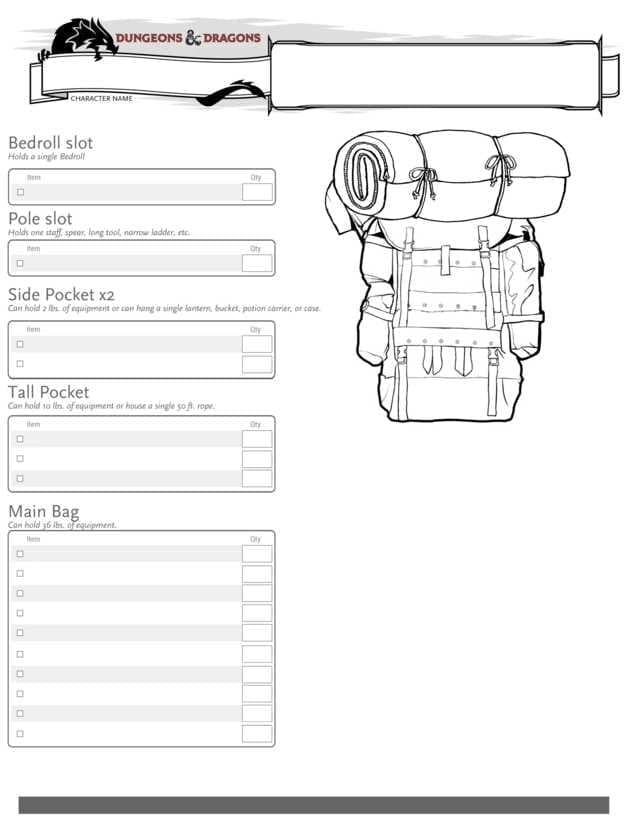 DUNGEONS & DRAGONS
CHARACTER NAME
Bedroll slot
Holds a single Bedroll
Item Qty
Pole slot
Holds one staff, spear, long tool, narrow ladder, etc.
Item Qty
Side Pocket x2
Can hold 2 lbs. of equipment or can hang a single lantern, bucket, potion carrier, or case.
Item Qty
Tall Pocket
Can hold 10 lbs. of equipment or house a single 50 ft. rope.
Item Qty
Main Bag
Can hold 36 lbs. of equipment.
Item Qty